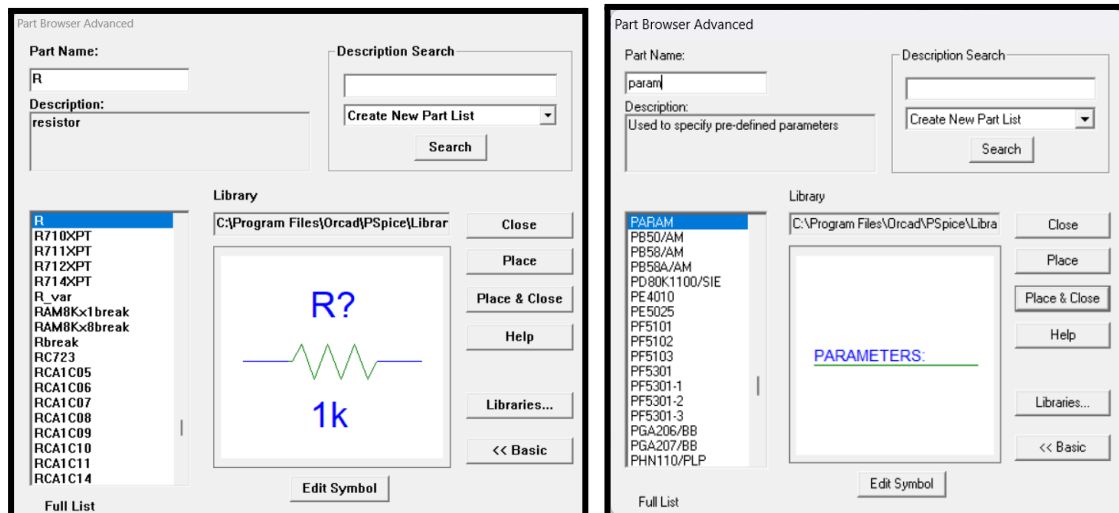 Part Browser Advanced
Part Name:
R
Description:
resistor
Description Search
Create New Part List
Search
Library
C:\Program Files\Orcad\PSpice\Librar
R
R710XPT
R711XPT
R712XPT
R714XPT
R_var
RAM8Kx1break
RAM8Kx8break
Rbreak
RC723
RCA1C05
RCA1C06
RCA1C07
RCA1C08
RCA1C09
RCA1C10
RCA1C11
RCA1C14
Full List
R?
1k
Edit Symbol
Close
Place
Place & Close
Help
Libraries...
<< Basic
Part Browser Advanced
Part Name:
param
Description:
Used to specify pre-defined parameters
Description Search
Create New Part List
Search
Library
C:\Program Files\Orcad\PSpice\Libra
PARAM
PB50/AM
PB58/AM
PB58A/AM
PD80K1100/SIE
PE4010
PE5025
PF5101
PF5102
PF5103
PF5301
PF5301-1
PF5301-2
PF5301-3
PGA206/BB
PGA207/BB
PHN110/PLP
Full List
PARAMETERS:
Edit Symbol
Close
Place
Place & Close
Help
Libraries...
<< Basic